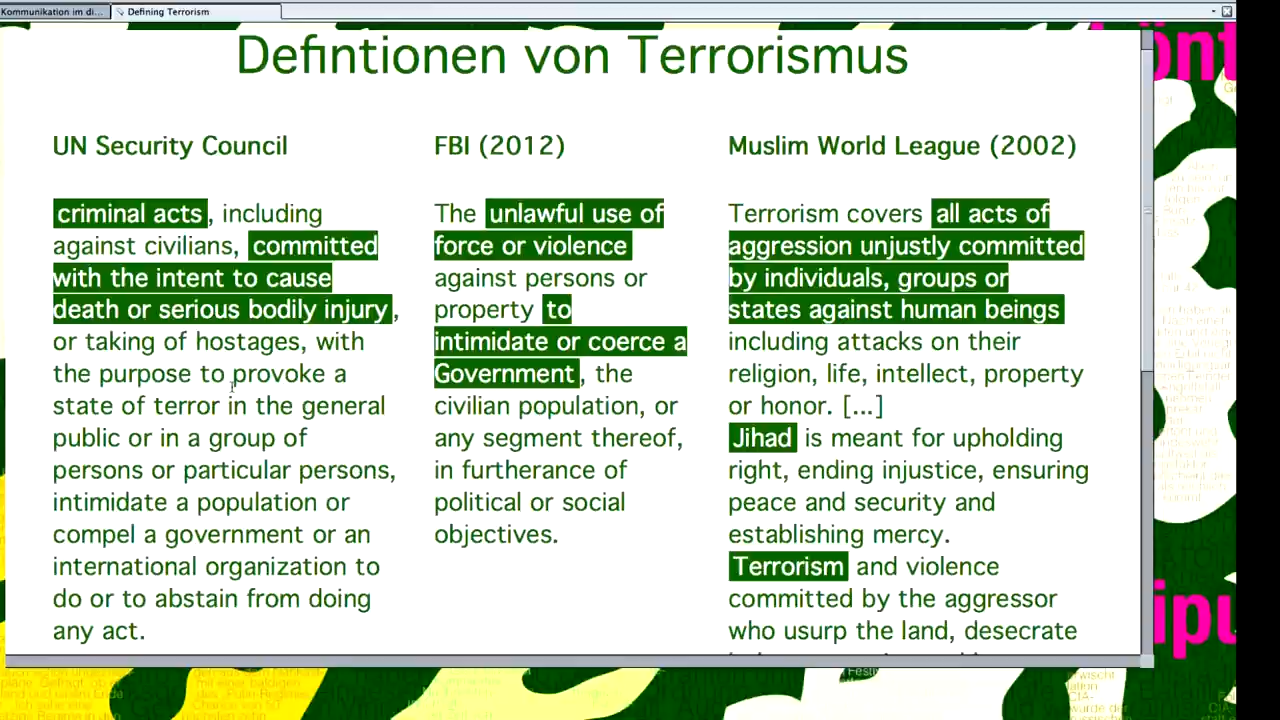 Kommunikation im di...
Defining Terrorism
Defintionen von Terrorismus
UN Security Council
criminal acts, including
against civilians, committed
with the intent to cause
death or serious bodily injury,
or taking of hostages, with
the purpose to provoke a
state of terror in the general
public or in a group of
persons or particular persons,
intimidate a population or
compel a government or an
international organization to
do or to abstain from doing
any act.
FBI (2012)
The unlawful use of
force or violence
against persons or
property to
intimidate or coerce a
Government, the
civilian population, or
any segment thereof,
in furtherance of
political or social
objectives.
Muslim World League (2002)
Terrorism covers all acts of
aggression unjustly committed
by individuals, groups or
states against human beings
including attacks on their
religion, life, intellect, property
or honor. [...]
Jihad is meant for upholding
right, ending injustice, ensuring
peace and security and
establishing mercy.
Terrorism and violence
committed by the aggressor
who usurp the land, desecrate